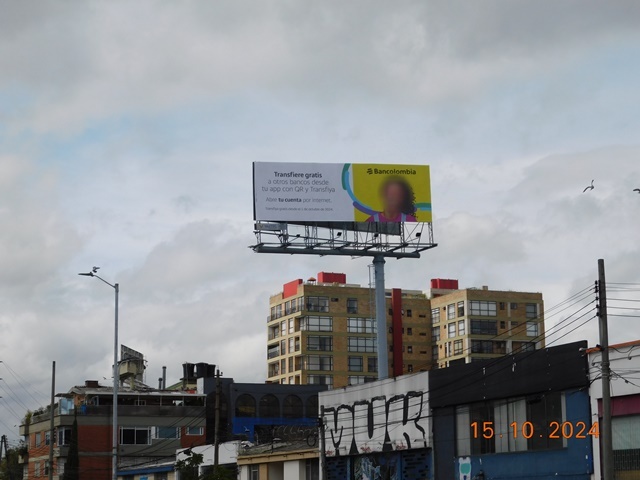 Transfiere gratis
a otros bancos desde
tu app con QR y Transfiya
Abre tu cuenta por internet.
Bancolombia
15.10.2024